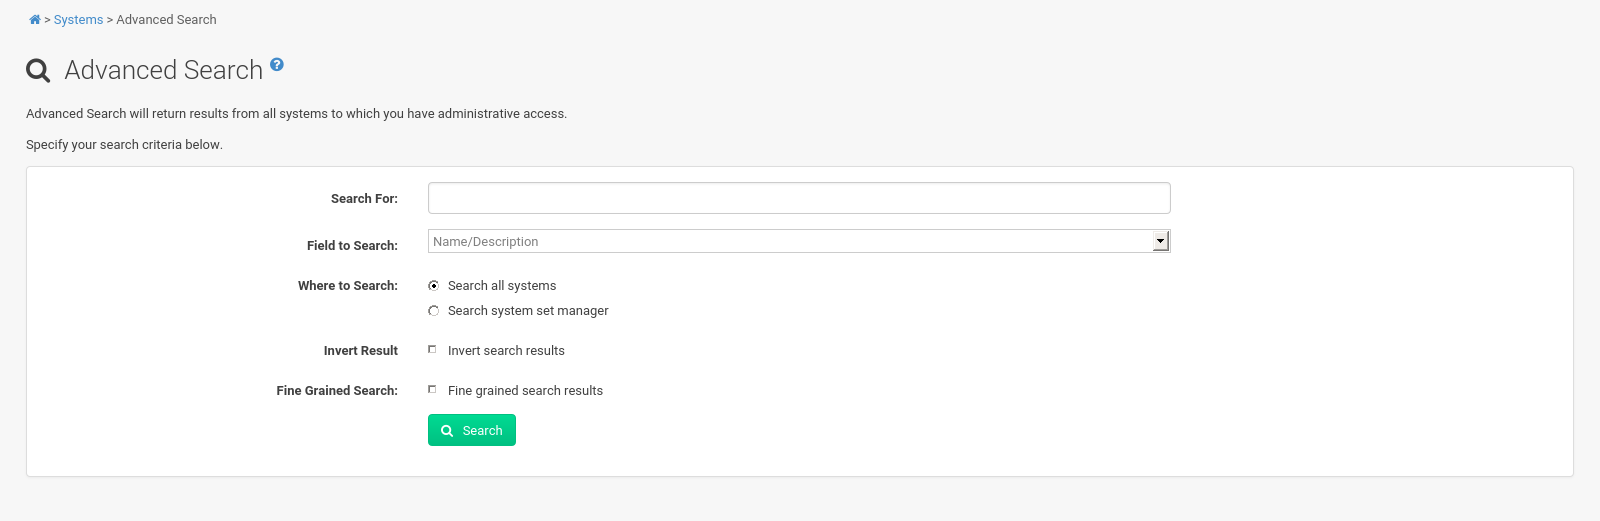 > Systems > Advanced Search
Advanced Search ?
Advanced Search will return results from all systems to which you have administrative access.
Specify your search criteria below.
Search For:
Field to Search: Name/Description
Where to Search: Search all systems
Search system set manager
Invert Result Invert search results
Fine Grained Search: Fine grained search results
Search